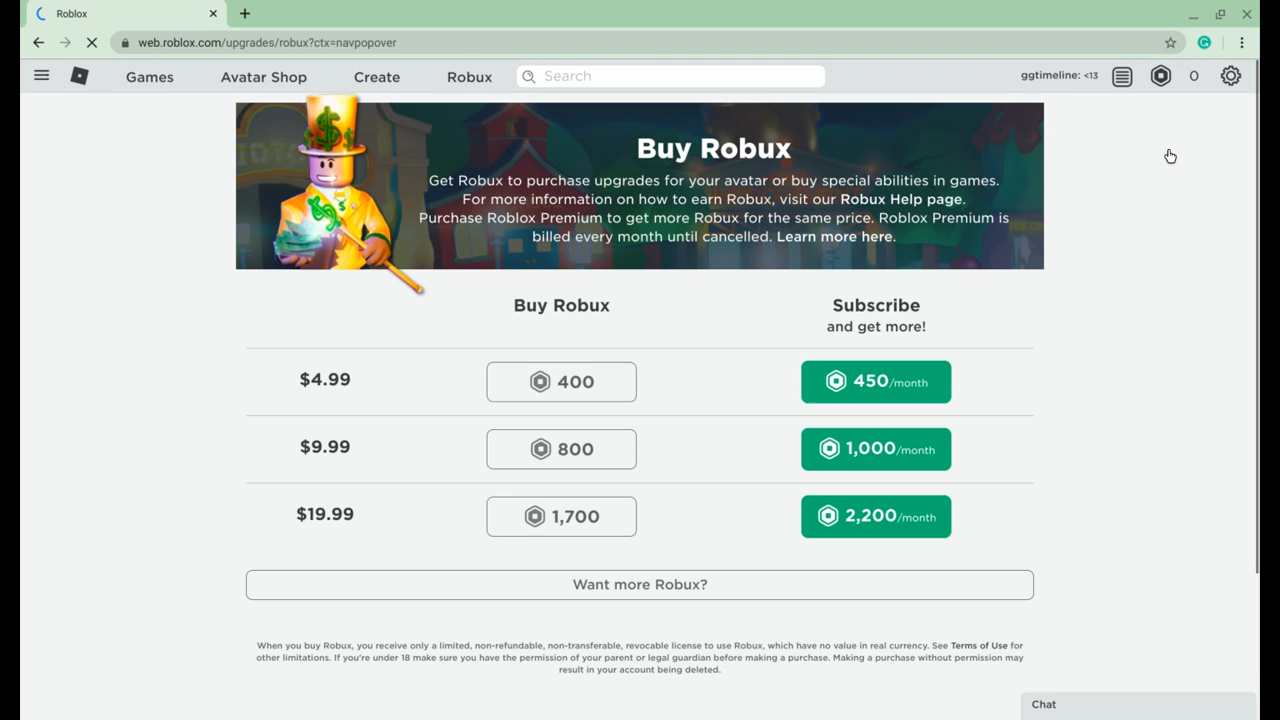 Roblox
web.roblox.com/upgrades/robux?ctx=navpopover
Games Avatar Shop Create Robux Search ggtimeline: <13 0
Buy Robux
Get Robux to purchase upgrades for your avatar or buy special abilities in games.
For more information on how to earn Robux, visit our Robux Help page.
Purchase Roblox Premium to get more Robux for the same price. Roblox Premium is
billed every month until cancelled. Learn more here.
Buy Robux Subscribe
and get more!
$4.99 400 450/month
$9.99 800 1,000/month
$19.99 1,700 2,200/month
Want more Robux?
When you buy Robux, you receive only a limited, non-refundable, non-transferable, revocable license to use Robux, which have no value in real currency. See Terms of Use for
other limitations. If you're under 18 make sure you have the permission of your parent or legal guardian before making a purchase. Making a purchase without permission may
result in your account being deleted.
Chat